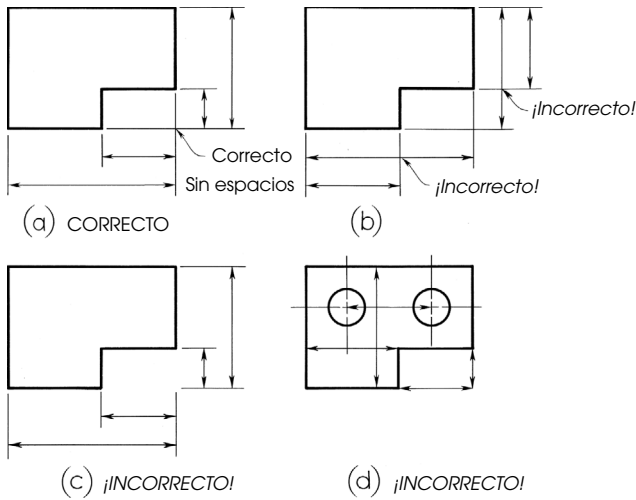 ¡Incorrecto!
Correcto
Sin espacios
¡Incorrecto!
(a) CORRECTO
(b)
(c) ¡INCORRECTO!
(d) ¡INCORRECTO!